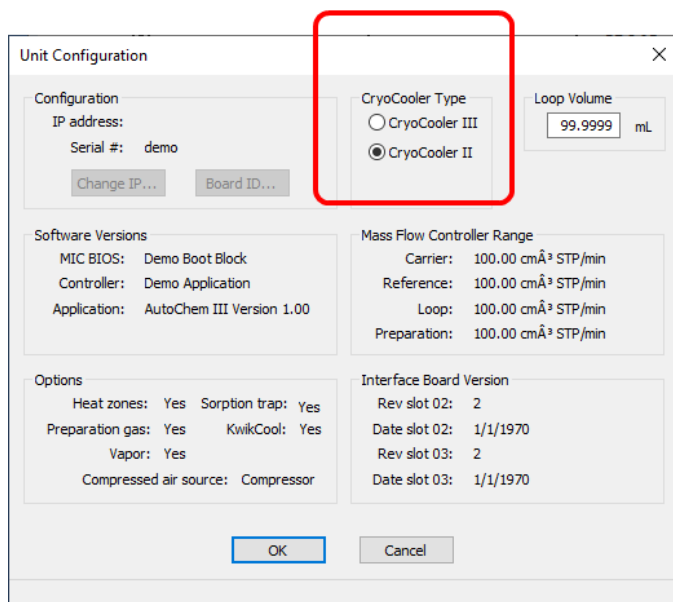 Unit Configuration
Configuration
IP address:
Serial #: demo
Change IP...
Board ID...
CryoCooler Type
CryoCooler III
CryoCooler II
Loop Volume
99.9999 mL
Software Versions
MIC BIOS: Demo Boot Block
Controller: Demo Application
Application: AutoChem III Version 1.00
Mass Flow Controller Range
Carrier: 100.00 cmÂ³ STP/min
Reference: 100.00 cmÂ³ STP/min
Loop: 100.00 cmÂ³ STP/min
Preparation: 100.00 cmÂ³ STP/min
Options
Heat zones: Yes Sorption trap: Yes
Preparation gas: Yes KwikCool: Yes
Vapor: Yes
Compressed air source: Compressor
Interface Board Version
Rev slot 02: 2
Date slot 02: 1/1/1970
Rev slot 03: 2
Date slot 03: 1/1/1970
OK
Cancel